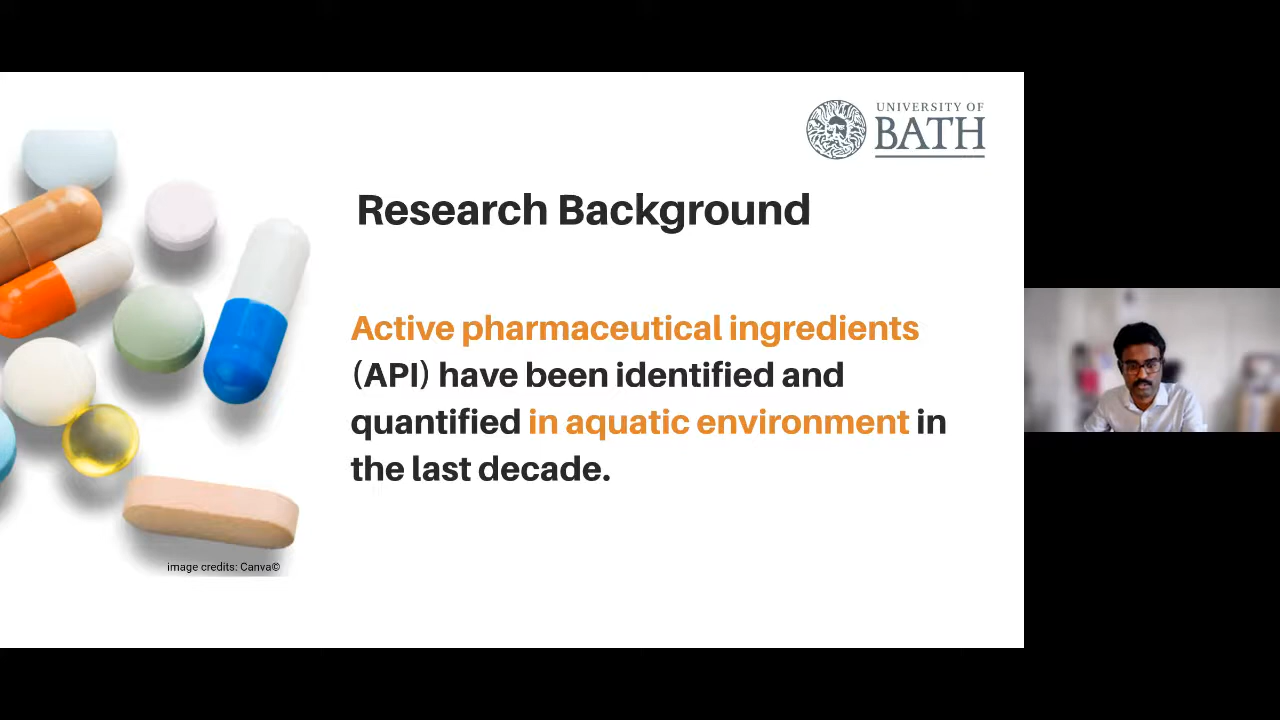 UNIVERSITY OF
BATH
Research Background
Active pharmaceutical ingredients
(API) have been identified and
quantified in aquatic environment in
the last decade.
image credits: Canva©